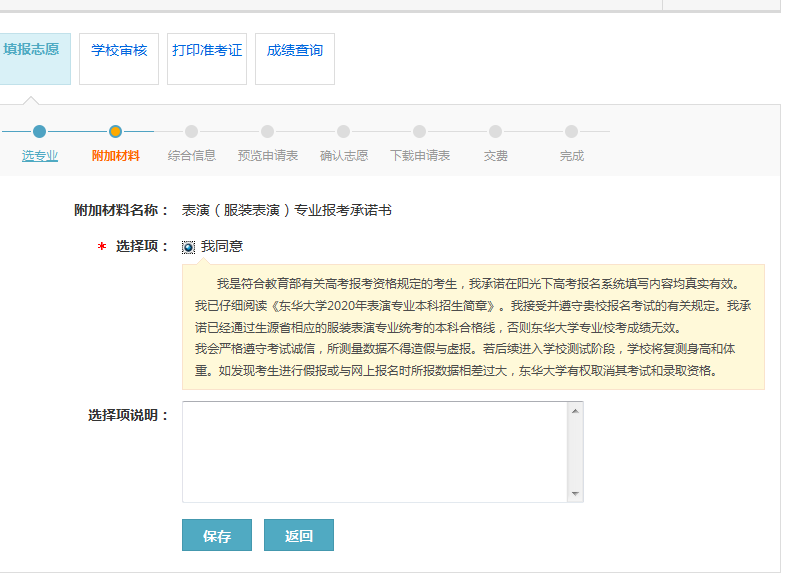 填报志愿 学校审核 打印准考证 成绩查询
选专业 附加材料 综合信息 预览申请表 确认志愿 下载申请表 交费 完成
附加材料名称： 表演（服装表演）专业报考承诺书
* 选择项： 我同意
我是符合教育部有关高考报考资格规定的考生，我承诺在阳光下高考报名系统填写内容均真实有效。
我已仔细阅读《东华大学2020年表演专业本科招生简章》。我接受并遵守贵校报名考试的有关规定。我承
诺已经通过生源省相应的服装表演专业统考的本科合格线，否则东华大学专业校考成绩无效。
我会严格遵守考试诚信，所测量数据不得造假与虚报。若后续进入学校测试阶段，学校将复测身高和体
重。如发现考生进行假报或与网上报名时所报数据相差过大，东华大学有权取消其考试和录取资格。
选择项说明：
保存 返回